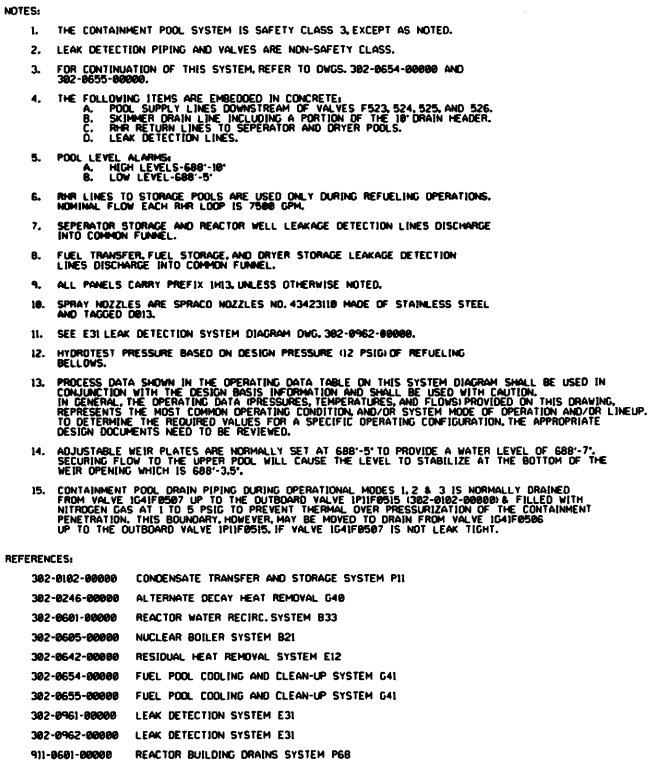 NOTES:
1. THE CONTAINMENT POOL SYSTEM IS SAFETY CLASS 3, EXCEPT AS NOTED.
2. LEAK DETECTION PIPING AND VALVES ARE NON-SAFETY CLASS.
3. FOR CONTINUATION OF THIS SYSTEM, REFER TO DWGS. 302-0654-00000 AND
302-0655-00000.
4. THE FOLLOWING ITEMS ARE EMBEDDED IN CONCRETE:
A. POOL SUPPLY LINES DOWNSTREAM OF VALVES F523, 524, 525, AND 526.
B. SKIMMER DRAIN LINE INCLUDING A PORTION OF THE 10" DRAIN HEADER.
C. RHR RETURN LINES TO SEPERATOR AND DRYER POOLS.
D. LEAK DETECTION LINES.
5. POOL LEVEL ALARMS:
A. HIGH LEVELS-688'-10"
B. LOW LEVEL-688'-5"
6. RHR LINES TO STORAGE POOLS ARE USED ONLY DURING REFUELING OPERATIONS.
NOMINAL FLOW EACH RHR LOOP IS 7500 GPM.
7. SEPERATOR STORAGE AND REACTOR WELL LEAKAGE DETECTION LINES DISCHARGE
INTO COMMON FUNNEL.
8. FUEL TRANSFER, FUEL STORAGE, AND DRYER STORAGE LEAKAGE DETECTION
LINES DISCHARGE INTO COMMON FUNNEL.
9. ALL PANELS CARRY PREFIX 1H13, UNLESS OTHERWISE NOTED.
10. SPRAY NOZZLES ARE SPRACO NOZZLES NO. 43423110 MADE OF STAINLESS STEEL
AND TAGGED D013.
11. SEE E31 LEAK DETECTION SYSTEM DIAGRAM DWG. 302-0962-00000.
12. HYDROTEST PRESSURE BASED ON DESIGN PRESSURE (12 PSIG) OF REFUELING
BELLOWS.
13. PROCESS DATA SHOWN IN THE OPERATING DATA TABLE ON THIS SYSTEM DIAGRAM SHALL BE USED IN
CONJUNCTION WITH THE DESIGN BASIS INFORMATION AND SHALL BE USED WITH CAUTION.
IN GENERAL, THE OPERATING DATA (PRESSURES, TEMPERATURES, AND FLOWS) PROVIDED ON THIS DRAWING,
REPRESENTS THE MOST COMMON OPERATING CONDITION, AND/OR SYSTEM MODE OF OPERATION AND/OR LINEUP.
TO DETERMINE THE REQUIRED VALUES FOR A SPECIFIC OPERATING CONFIGURATION, THE APPROPRIATE
DESIGN DOCUMENTS NEED TO BE REVIEWED.
14. ADJUSTABLE WEIR PLATES ARE NORMALLY SET AT 688'-5" TO PROVIDE A WATER LEVEL OF 688'-7".
SECURING FLOW TO THE UPPER POOL WILL CAUSE THE LEVEL TO STABILIZE AT THE BOTTOM OF THE
WEIR OPENING WHICH IS 688'-3.5".
15. CONTAINMENT POOL DRAIN PIPING DURING OPERATIONAL MODES 1, 2 & 3 IS NORMALLY DRAINED
FROM VALVE 1G41F0507 UP TO THE OUTBOARD VALVE 1P11F0515 (302-0102-00000) & FILLED WITH
NITROGEN GAS AT 1 TO 5 PSIG TO PREVENT THERMAL OVER PRESSURIZATION OF THE CONTAINMENT
PENETRATION. THIS BOUNDARY, HOWEVER, MAY BE MOVED TO DRAIN FROM VALVE 1G41F0506
UP TO THE OUTBOARD VALVE 1P11F0515, IF VALVE 1G41F0507 IS NOT LEAK TIGHT.
REFERENCES:
302-0102-00000 CONDENSATE TRANSFER AND STORAGE SYSTEM P11
302-0246-00000 ALTERNATE DECAY HEAT REMOVAL G40
302-0601-00000 REACTOR WATER RECIRC. SYSTEM B33
302-0605-00000 NUCLEAR BOILER SYSTEM B21
302-0642-00000 RESIDUAL HEAT REMOVAL SYSTEM E12
302-0654-00000 FUEL POOL COOLING AND CLEAN-UP SYSTEM G41
302-0655-00000 FUEL POOL COOLING AND CLEAN-UP SYSTEM G41
302-0961-00000 LEAK DETECTION SYSTEM E31
302-0962-00000 LEAK DETECTION SYSTEM E31
911-0601-00000 REACTOR BUILDING DRAINS SYSTEM P68